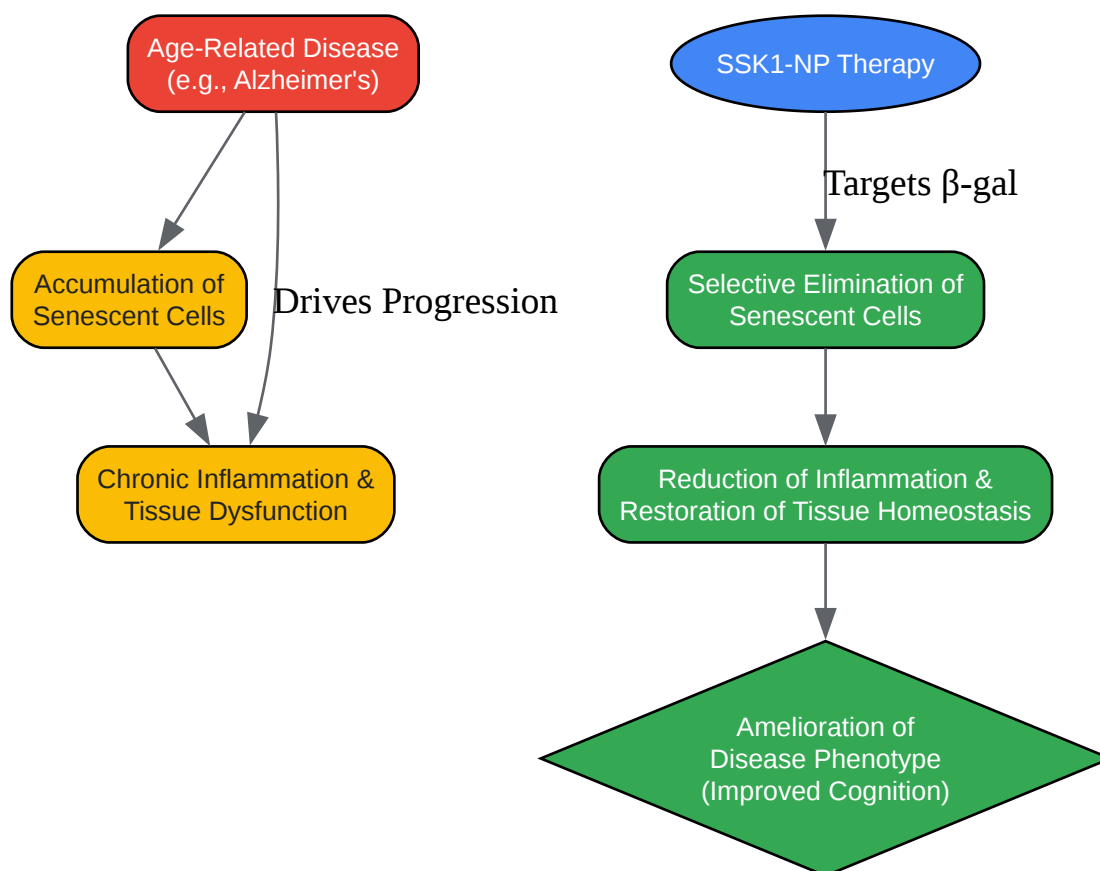 Age-Related Disease
(e.g., Alzheimer's)
SSK1-NP Therapy
Targets β-gal
Accumulation of
Senescent Cells
Drives Progression
Selective Elimination of
Senescent Cells
Chronic Inflammation &
Tissue Dysfunction
Reduction of Inflammation &
Restoration of Tissue Homeostasis
Amelioration of
Disease Phenotype
(Improved Cognition)